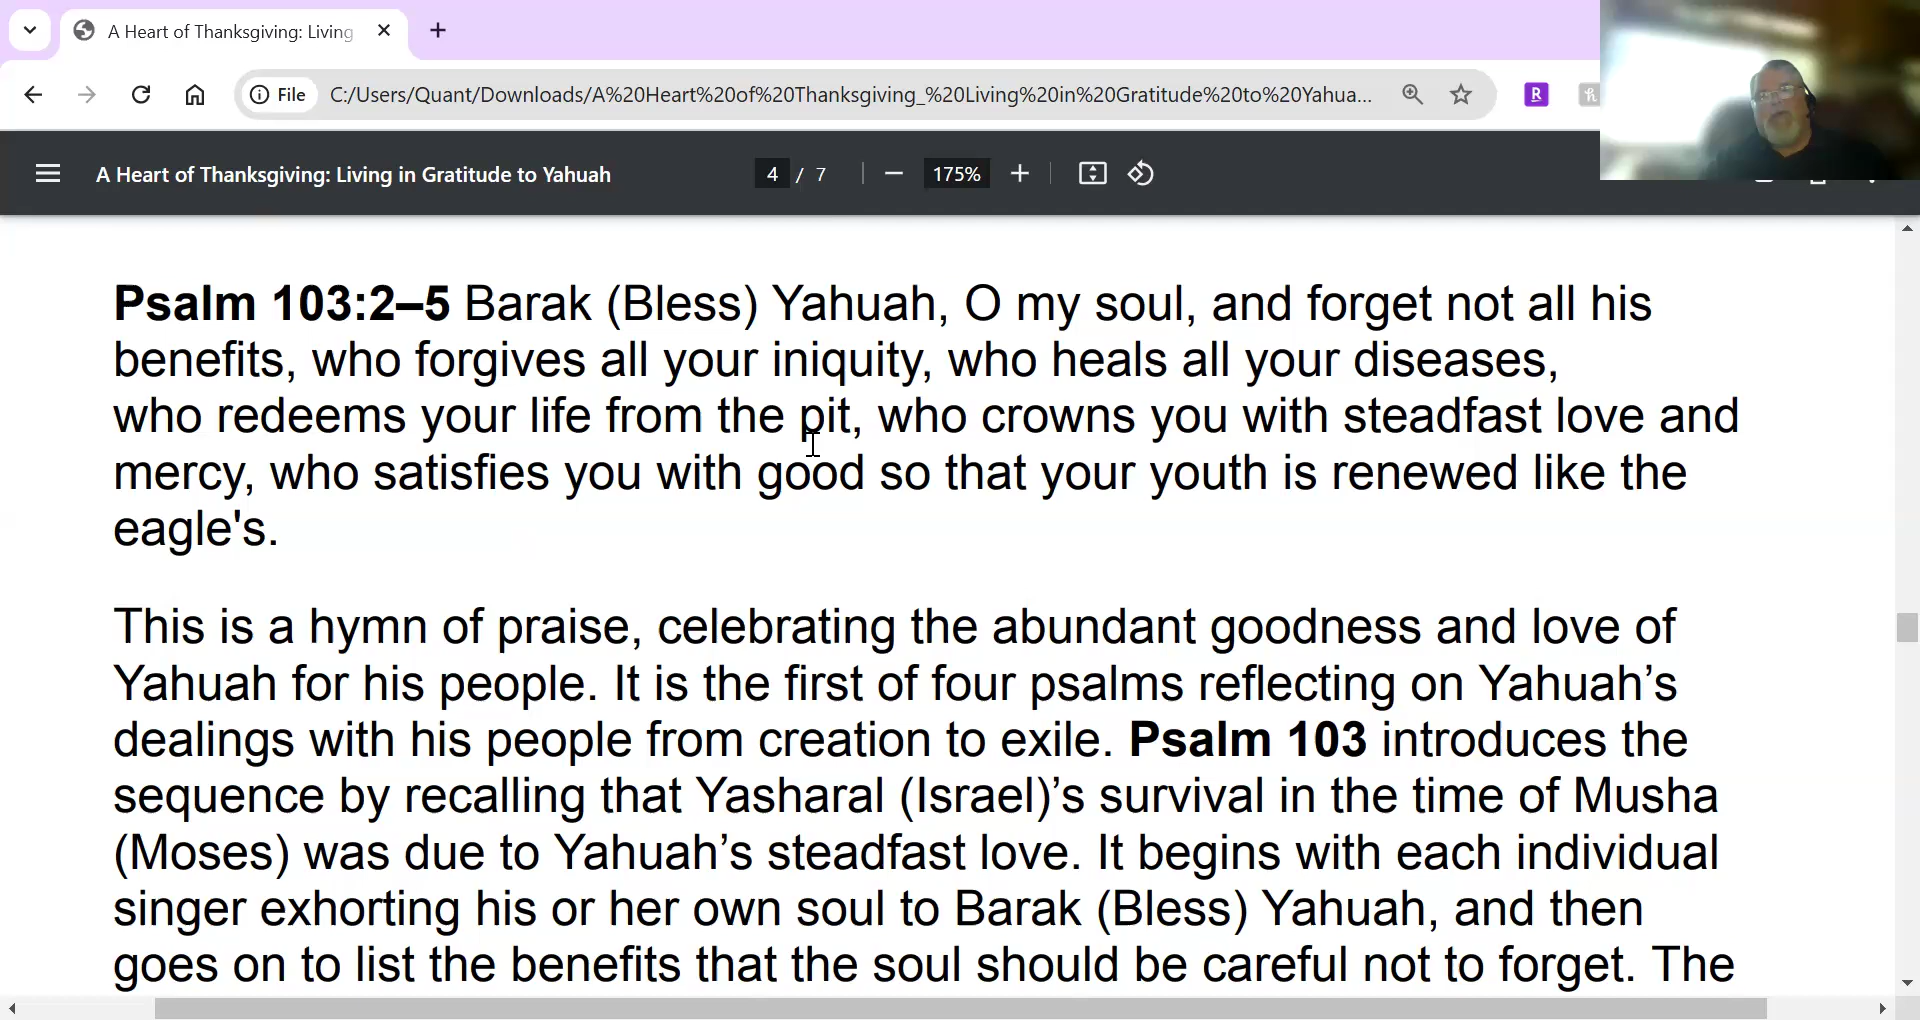 A Heart of Thanksgiving: Living
File
C:/Users/Quant/Downloads/A%20Heart%20of%20Thanksgiving_%20Living%20in%20Gratitude%20to%20Yahua...
R
h
A Heart of Thanksgiving: Living in Gratitude to Yahuah
4 / 7
175%
Psalm 103:2–5 Barak (Bless) Yahuah, O my soul, and forget not all his
benefits, who forgives all your iniquity, who heals all your diseases,
who redeems your life from the pit, who crowns you with steadfast love and
mercy, who satisfies you with good so that your youth is renewed like the
eagle's.
This is a hymn of praise, celebrating the abundant goodness and love of
Yahuah for his people. It is the first of four psalms reflecting on Yahuah’s
dealings with his people from creation to exile. Psalm 103 introduces the
sequence by recalling that Yasharal (Israel)’s survival in the time of Musha
(Moses) was due to Yahuah’s steadfast love. It begins with each individual
singer exhorting his or her own soul to Barak (Bless) Yahuah, and then
goes on to list the benefits that the soul should be careful not to forget. The